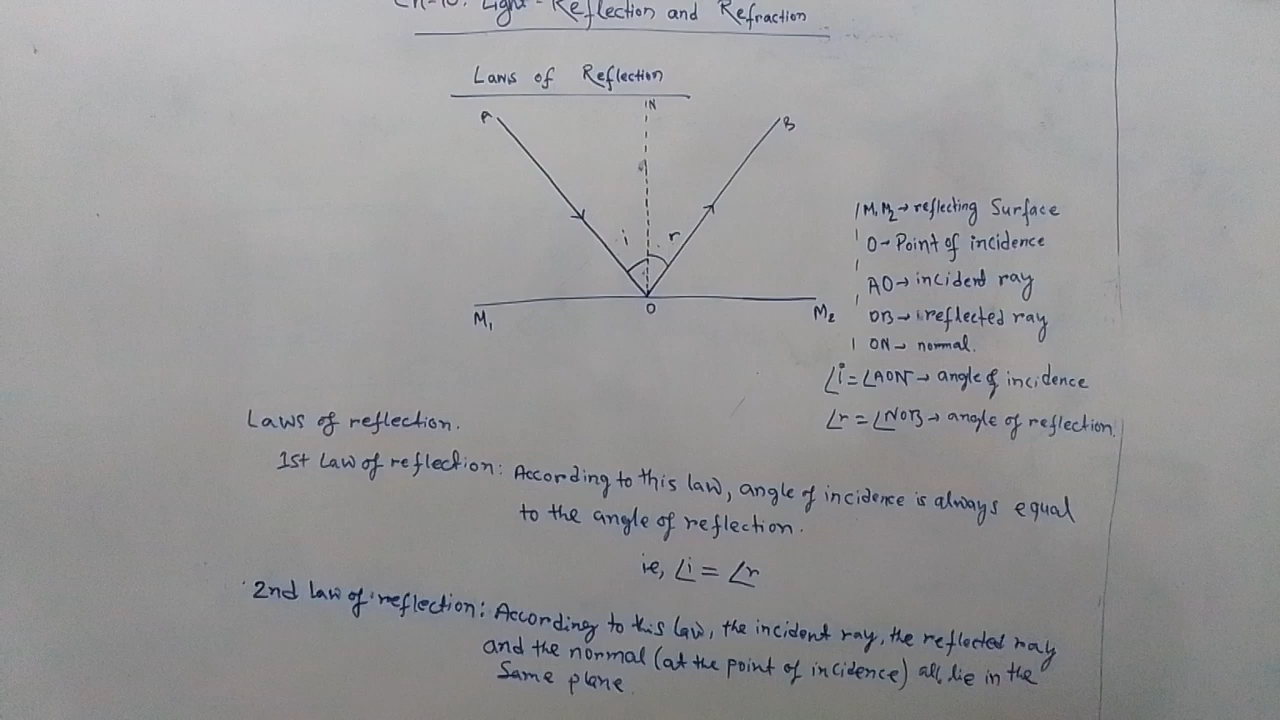 Ch-10: Light - Reflection and Refraction
Laws of Reflection
N
A
B
i
r
M₁
O
M₂
M₁M₂→reflecting Surface
O→Point of incidence
AO→incident ray
OB→reflected ray
ON→normal.
∠i=∠AON→angle of incidence
∠r=∠NOB→angle of reflection.
Laws of reflection.
1st Law of reflection: According to this law, angle of incidence is always equal
to the angle of reflection.
ie, ∠i = ∠r
2nd law of reflection: According to this law, the incident ray, the reflected ray
and the normal (at the point of incidence) all, lie in the
Same plane.